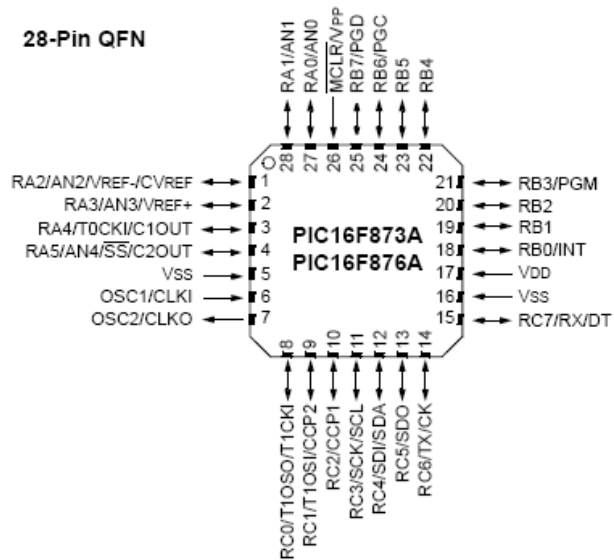 28-Pin QFN
RA1/AN1
RA0/AN0
MCLR/VPP
RB7/PGD
RB6/PGC
RB5
RB4
28
27
26
25
24
23
22
RA2/AN2/VREF-/CVREF
1
RA3/AN3/VREF+
2
RA4/T0CKI/C1OUT
3
RA5/AN4/SS/C2OUT
4
VSS
5
OSC1/CLKI
6
OSC2/CLKO
7
PIC16F873A
PIC16F876A
21
RB3/PGM
20
RB2
19
RB1
18
RB0/INT
17
VDD
16
VSS
15
RC7/RX/DT
8
9
10
11
12
13
14
RC0/T1OSO/T1CKI
RC1/T1OSI/CCP2
RC2/CCP1
RC3/SCK/SCL
RC4/SDI/SDA
RC5/SDO
RC6/TX/CK